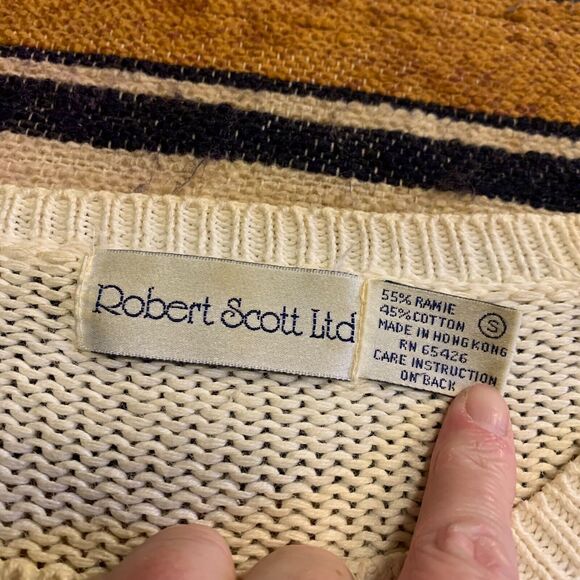 Robert Scott Ltd
55% RAMIE
45% COTTON
S
MADE IN HONG KONG
RN 65426
CARE INSTRUCTION
ON BACK